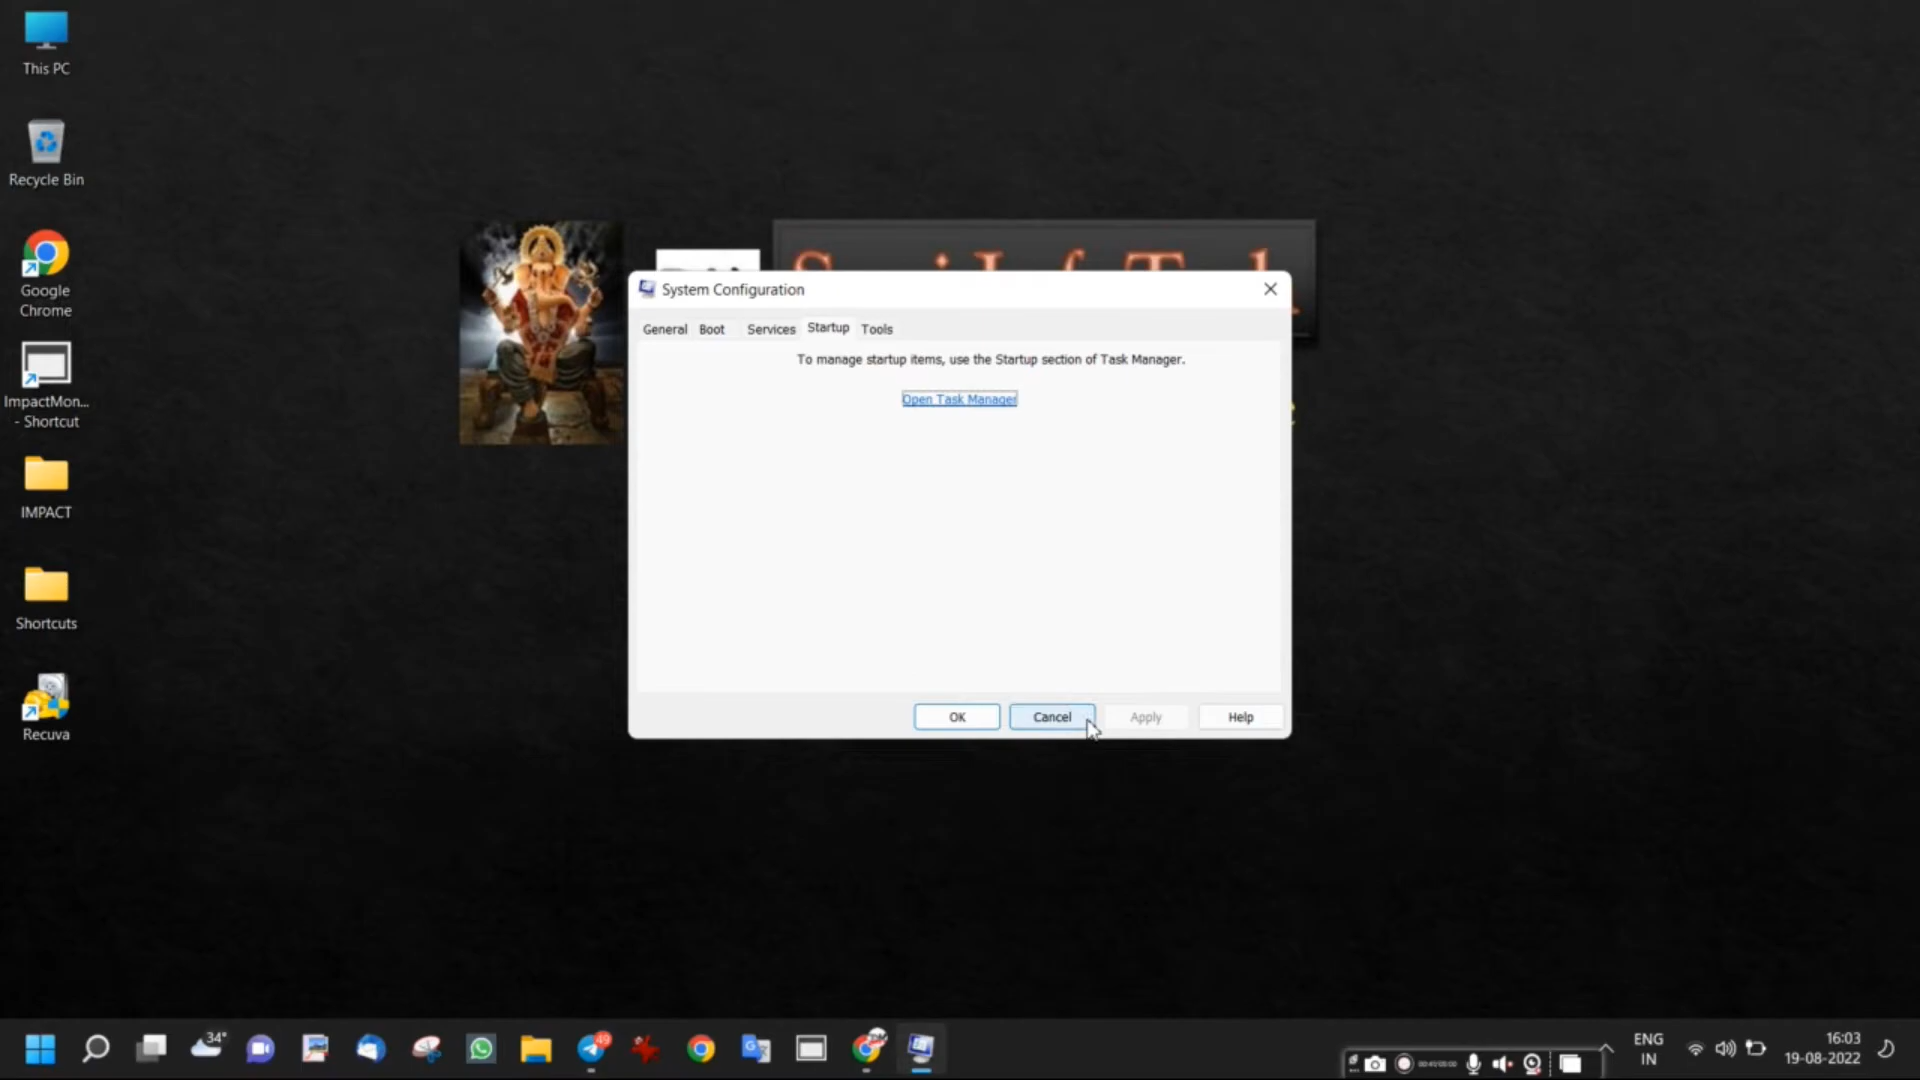 This PC
Recycle Bin
Google
Chrome
ImpactMon...
- Shortcut
IMPACT
Shortcuts
Recuva
System Configuration
General Boot Services Startup Tools
To manage startup items, use the Startup section of Task Manager.
Open Task Manager
OK Cancel Apply Help
34°
49
ENG
IN
16:03
19-08-2022